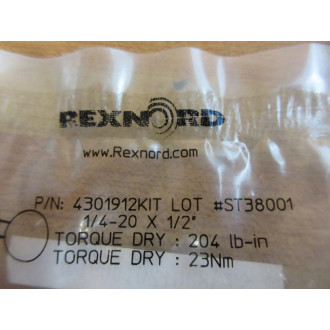 REXNORD
www.Rexnord.com
P/N: 4301912KIT LOT #ST38001
1/4-20 X 1/2"
TORQUE DRY : 204 lb-in
TORQUE DRY : 23Nm